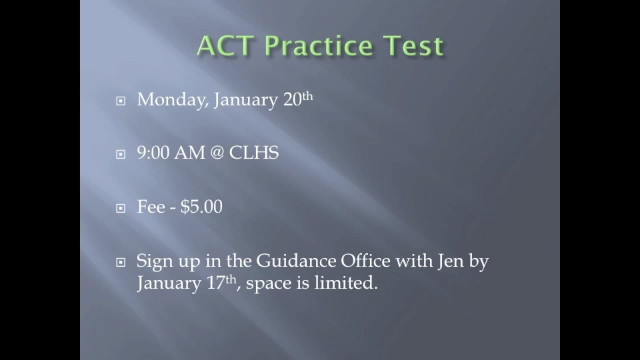 ACT Practice Test
Monday, January 20th
9:00 AM @ CLHS
Fee - $5.00
Sign up in the Guidance Office with Jen by
January 17th, space is limited.